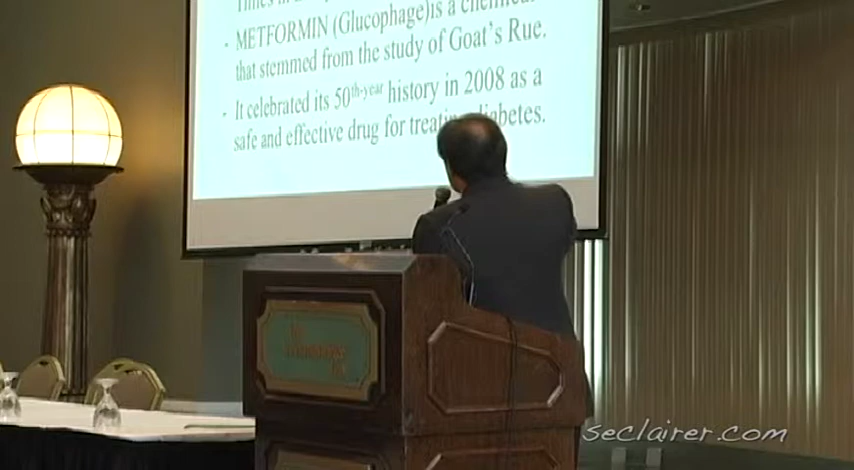 METFORMIN (Glucophage)is a chemical
that stemmed from the study of Goat's Rue.
It celebrated its 50th-year history in 2008 as a
safe and effective drug for treating diabetes.
seclairer.com